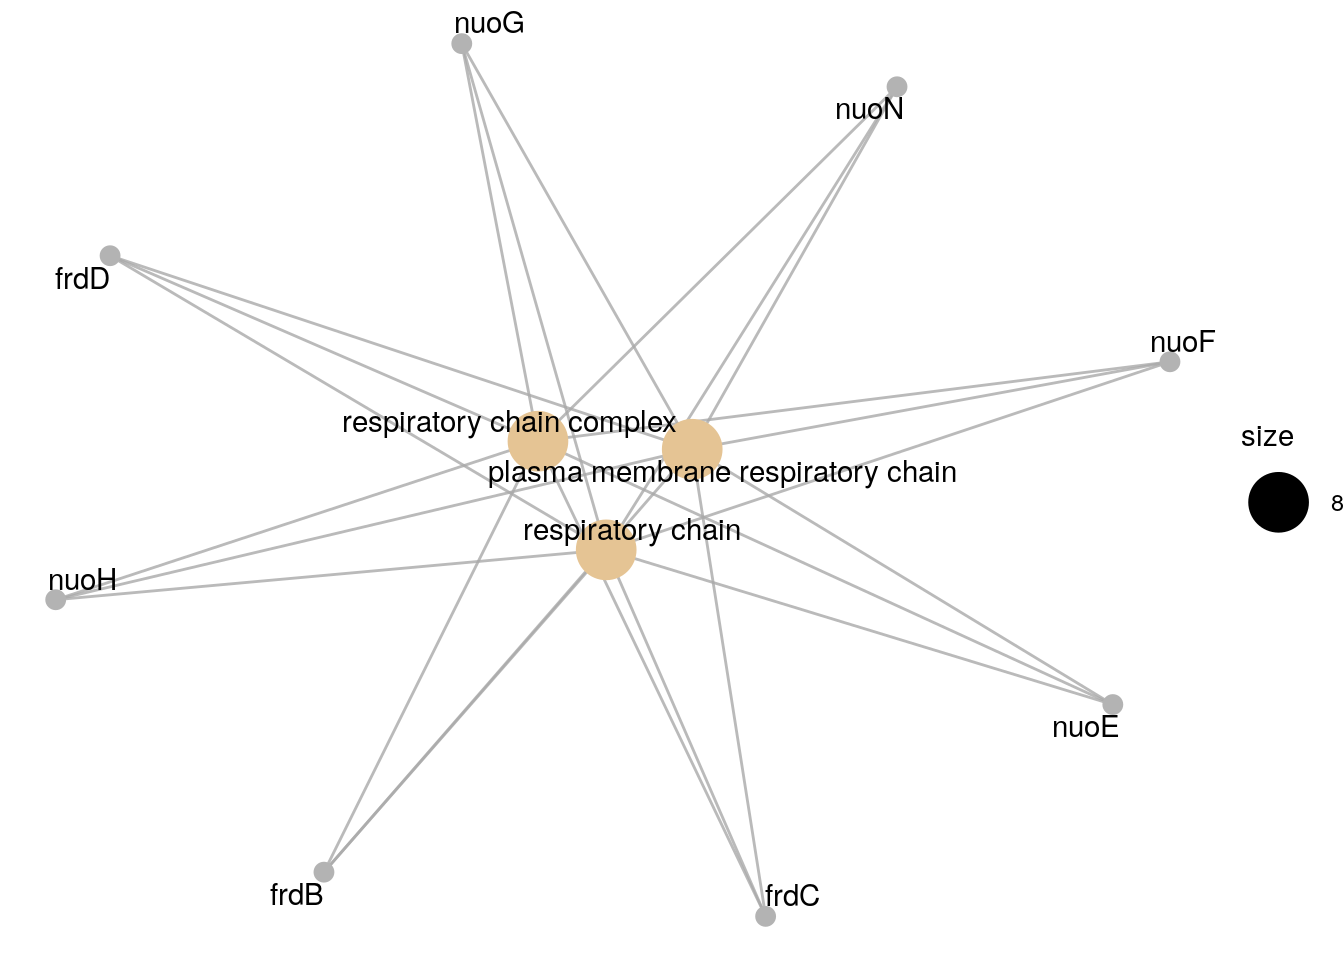 nuoG
nuoN
frdD
nuoF
respiratory chain complex
size
plasma membrane respiratory chain
8
respiratory chain
nuoH
nuoE
frdB
frdC